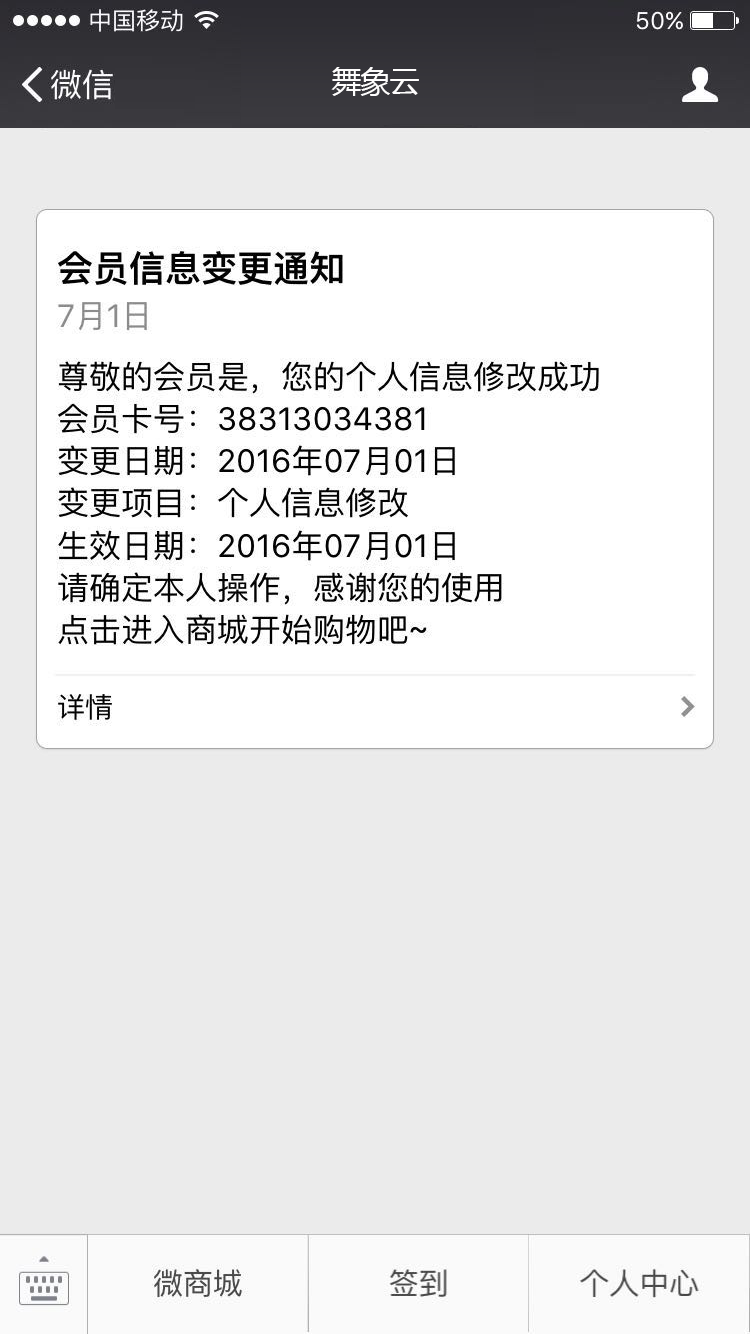 中国移动 50%
微信 舞象云
会员信息变更通知
7月1日
尊敬的会员是，您的个人信息修改成功
会员卡号：38313034381
变更日期：2016年07月01日
变更项目：个人信息修改
生效日期：2016年07月01日
请确定本人操作，感谢您的使用
点击进入商城开始购物吧~
详情
微商城 签到 个人中心